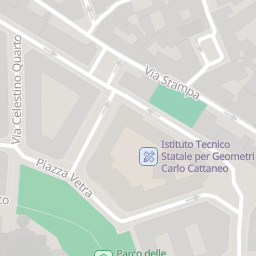 Via Celestino Quarto
Via Stampa
Istituto Tecnico
Statale per Geometri
Carlo Cattaneo
Piazza Vetra
Parco delle